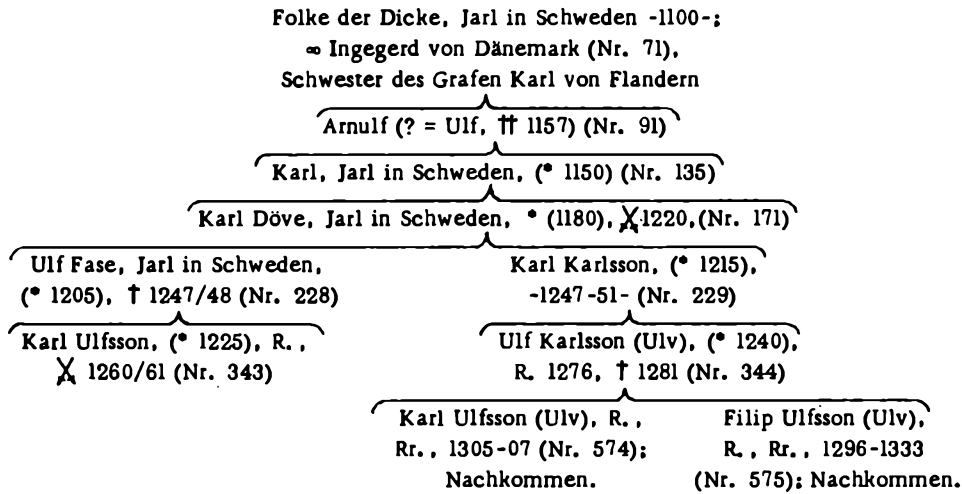 Folke der Dicke, Jarl in Schweden -1100-;
⚭ Ingegerd von Dänemark (Nr. 71),
Schwester des Grafen Karl von Flandern
Arnulf (? = Ulf, †† 1157) (Nr. 91)
Karl, Jarl in Schweden, (* 1150) (Nr. 135)
Karl Döve, Jarl in Schweden, * (1180), ⚔ 1220, (Nr. 171)
Ulf Fase, Jarl in Schweden,
(* 1205), † 1247/48 (Nr. 228)
Karl Karlsson, (* 1215),
-1247-51- (Nr. 229)
Karl Ulfsson, (* 1225), R.,
⚔ 1260/61 (Nr. 343)
Ulf Karlsson (Ulv), (* 1240),
R. 1276, † 1281 (Nr. 344)
Karl Ulfsson (Ulv), R.,
Rr., 1305-07 (Nr. 574);
Nachkommen.
Filip Ulfsson (Ulv),
R., Rr., 1296-1333
(Nr. 575); Nachkommen.